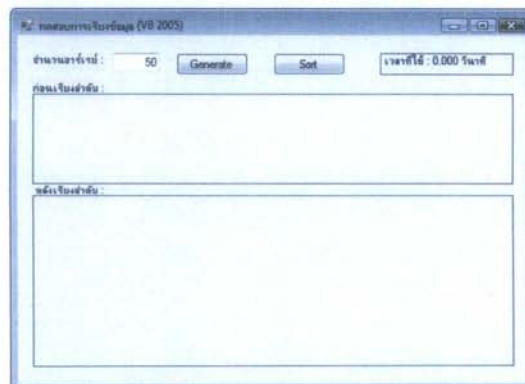 ทดสอบการเรียงข้อมูล (VB 2005)
จำนวนอาร์เรย์ : 50 Generate Sort เวลาที่ใช้ : 0.000 วินาที
ก่อนเรียงลำดับ :
หลังเรียงลำดับ :